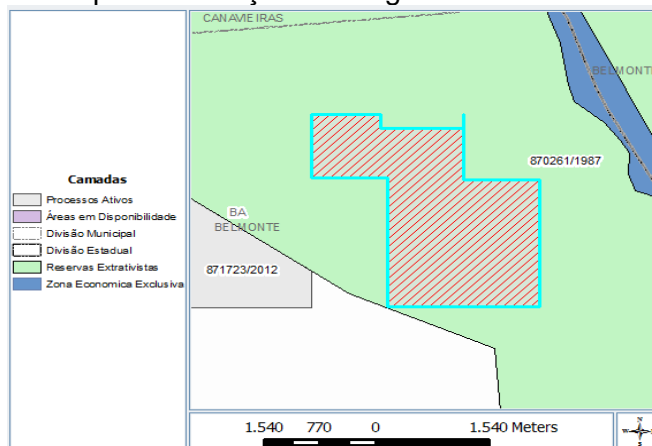 CANAVIEIRAS
BELMONTE
870261/1987
BA
BELMONTE
871723/2012
Camadas
Processos Ativos
Áreas em Disponibilidade
Divisão Municipal
Divisão Estadual
Reservas Extrativistas
Zona Economica Exclusiva
1.540 770 0 1.540 Meters